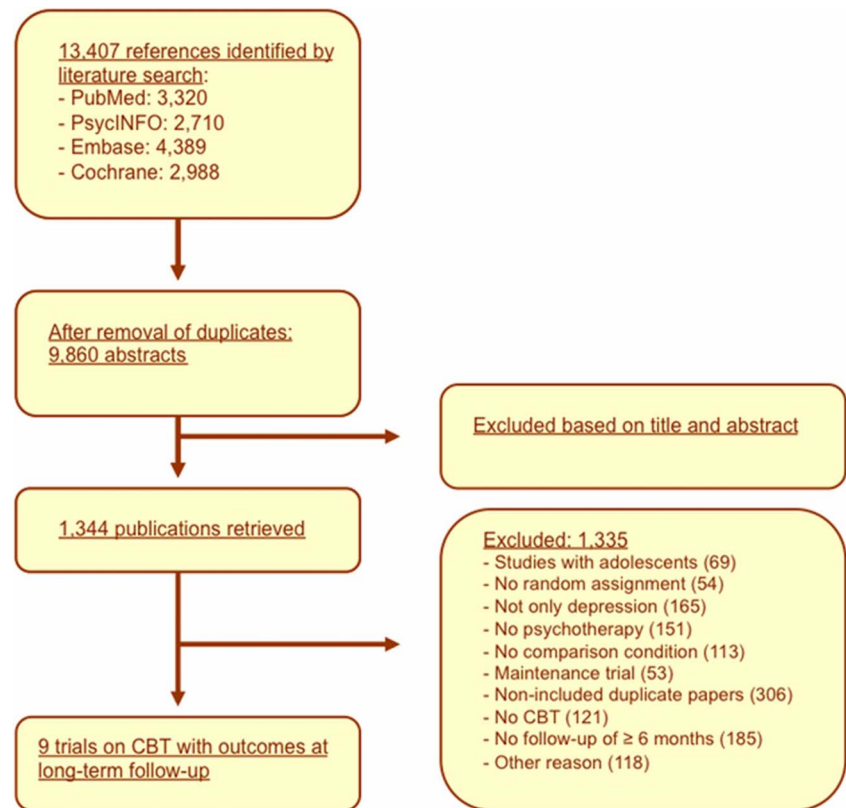 13,407 references identified by
literature search:
- PubMed: 3,320
- PsycINFO: 2,710
- Embase: 4,389
- Cochrane: 2,988
After removal of duplicates:
9,860 abstracts
Excluded based on title and abstract
1,344 publications retrieved
Excluded: 1,335
- Studies with adolescents (69)
- No random assignment (54)
- Not only depression (165)
- No psychotherapy (151)
- No comparison condition (113)
- Maintenance trial (53)
- Non-included duplicate papers (306)
- No CBT (121)
- No follow-up of ≥ 6 months (185)
- Other reason (118)
9 trials on CBT with outcomes at
long-term follow-up